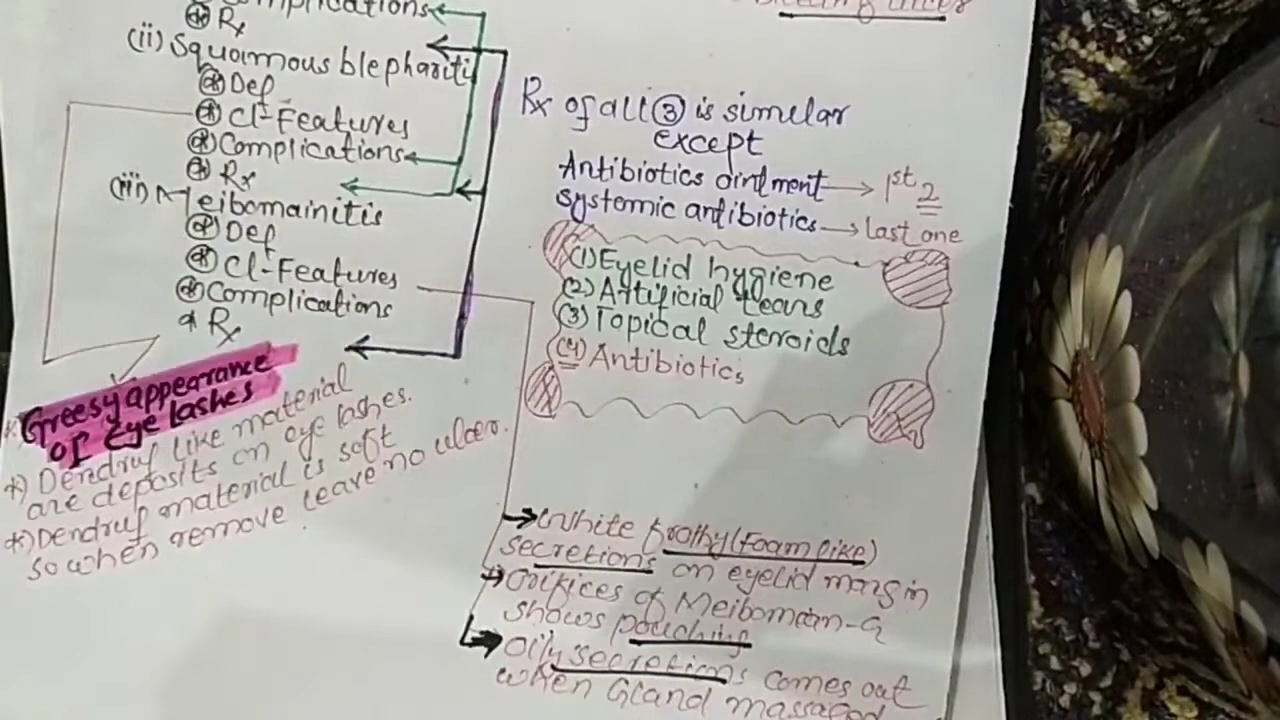 Complications
Rx
(ii) Squamous blepharitis
Def
Cl-Features
Complications
Rx
(iii) Meibomainitis
Def
Cl-Features
Complications
Rx
Greesy appearance
of Eye lashes
*) Dendruf like material
are deposits on eye lashes.
*) Dendruf material is soft
so when remove leave no ulcer.
Rx of all (3) is simelar
except
Antibiotics ointment → 1st 2
systemic antibiotics → last one
(1) Eyelid hygiene
(2) Artificial tears
(3) Topical steroids
(4) Antibiotics
White frothy (foam like)
secretions on eyelid margin
Orifices of Meibomean-G
shows pouching
Oily secretions comes out
when Gland massaged